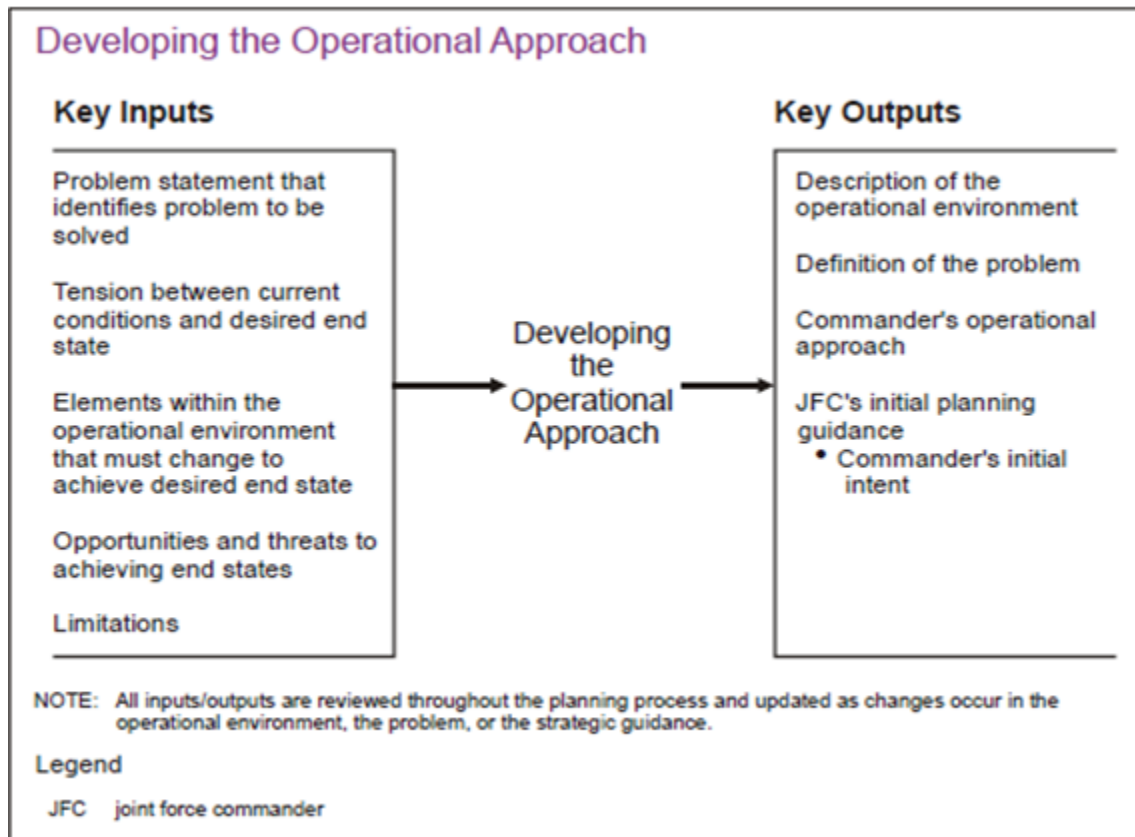 Developing the Operational Approach
Key Inputs
Problem statement that
identifies problem to be
solved
Tension between current
conditions and desired end
state
Elements within the
operational environment
that must change to
achieve desired end state
Opportunities and threats to
achieving end states
Limitations
Developing
the
Operational
Approach
Key Outputs
Description of the
operational environment
Definition of the problem
Commander's operational
approach
JFC's initial planning
guidance
• Commander's initial
intent
NOTE: All inputs/outputs are reviewed throughout the planning process and updated as changes occur in the
operational environment, the problem, or the strategic guidance.
Legend
JFC joint force commander